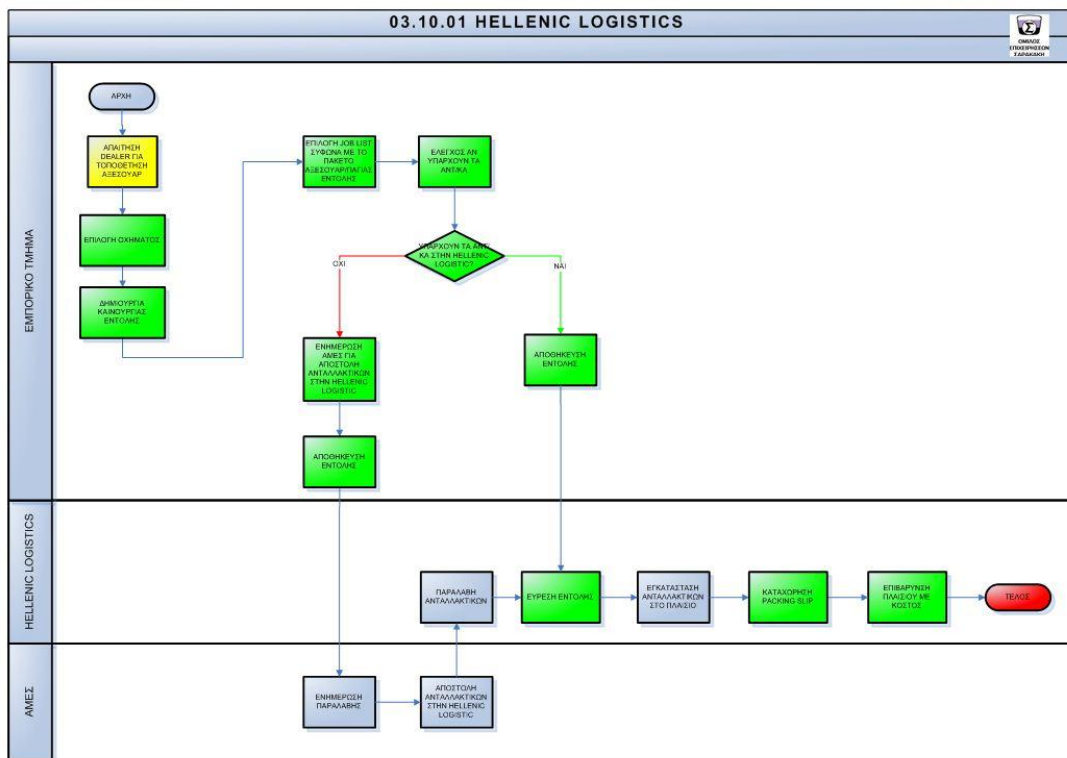 03.10.01 HELLENIC LOGISTICS
ΟΜΙΛΟΣ
ΕΠΙΧΕΙΡΗΣΕΩΝ
ΣΑΡΑΚΑΚΗ
ΕΜΠΟΡΙΚΟ ΤΜΗΜΑ
ΑΡΧΗ
ΑΠΑΙΤΗΣΗ
DEALER ΓΙΑ
ΤΟΠΟΘΕΤΗΣΗ
ΑΞΕΣΟΥΑΡ
ΕΠΙΛΟΓΗ ΟΧΗΜΑΤΟΣ
ΔΗΜΙΟΥΡΓΙΑ
ΚΑΙΝΟΥΡΓΙΑΣ
ΕΝΤΟΛΗΣ
ΕΠΙΛΟΓΗ JOB LIST
ΣΥΦΩΝΑ ΜΕ ΤΟ
ΠΑΚΕΤΟ
ΑΞΕΣΟΥΑΡ/ΠΑΓΙΑΣ
ΕΝΤΟΛΗΣ
ΕΛΕΓΧΟΣ ΑΝ
ΥΠΑΡΧΟΥΝ ΤΑ
ΑΝΤ/ΚΑ
ΥΠΑΡΧΟΥΝ ΤΑ ΑΝΤ/
ΚΑ ΣΤΗΝ HELLENIC
LOGISTIC?
ΟΧΙ
ΝΑΙ
ΕΝΗΜΕΡΩΣΗ
ΑΜΕΣ ΓΙΑ
ΑΠΟΣΤΟΛΗ
ΑΝΤΑΛΛΑΚΤΙΚΩΝ
ΣΤΗΝ HELLENIC
LOGISTIC
ΑΠΟΘΗΚΕΥΣΗ
ΕΝΤΟΛΗΣ
ΑΠΟΘΗΚΕΥΣΗ
ΕΝΤΟΛΗΣ
HELLENIC LOGISTICS
ΠΑΡΑΛΑΒΗ
ΑΝΤΑΛΛΑΚΤΙΚΩΝ
ΕΥΡΕΣΗ ΕΝΤΟΛΗΣ
ΕΓΚΑΤΑΣΤΑΣΗ
ΑΝΤΑΛΛΑΚΤΙΚΩΝ
ΣΤΟ ΠΛΑΙΣΙΟ
ΚΑΤΑΧΩΡΗΣΗ
PACKING SLIP
ΕΠΙΒΑΡΥΝΣΗ
ΠΛΑΙΣΙΟΥ ΜΕ
ΚΟΣΤΟΣ
ΤΕΛΟΣ
ΑΜΕΣ
ΕΝΗΜΕΡΩΣΗ
ΠΑΡΑΛΑΒΗΣ
ΑΠΟΣΤΟΛΗ
ΑΝΤΑΛΛΑΚΤΙΚΩΝ
ΣΤΗΝ HELLENIC
LOGISTIC